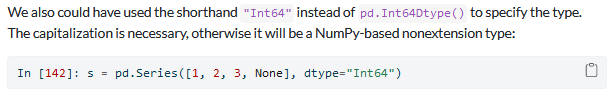 We also could have used the shorthand "Int64" instead of pd.Int64Dtype() to specify the type.
The capitalization is necessary, otherwise it will be a NumPy-based nonextension type:
In [142]: s = pd.Series([1, 2, 3, None], dtype="Int64")